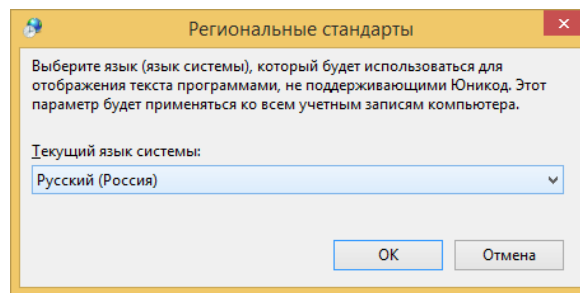 Региональные стандарты
Выберите язык (язык системы), который будет использоваться для
отображения текста программами, не поддерживающими Юникод. Этот
параметр будет применяться ко всем учетным записям компьютера.
Текущий язык системы:
Русский (Россия)
ОК Отмена